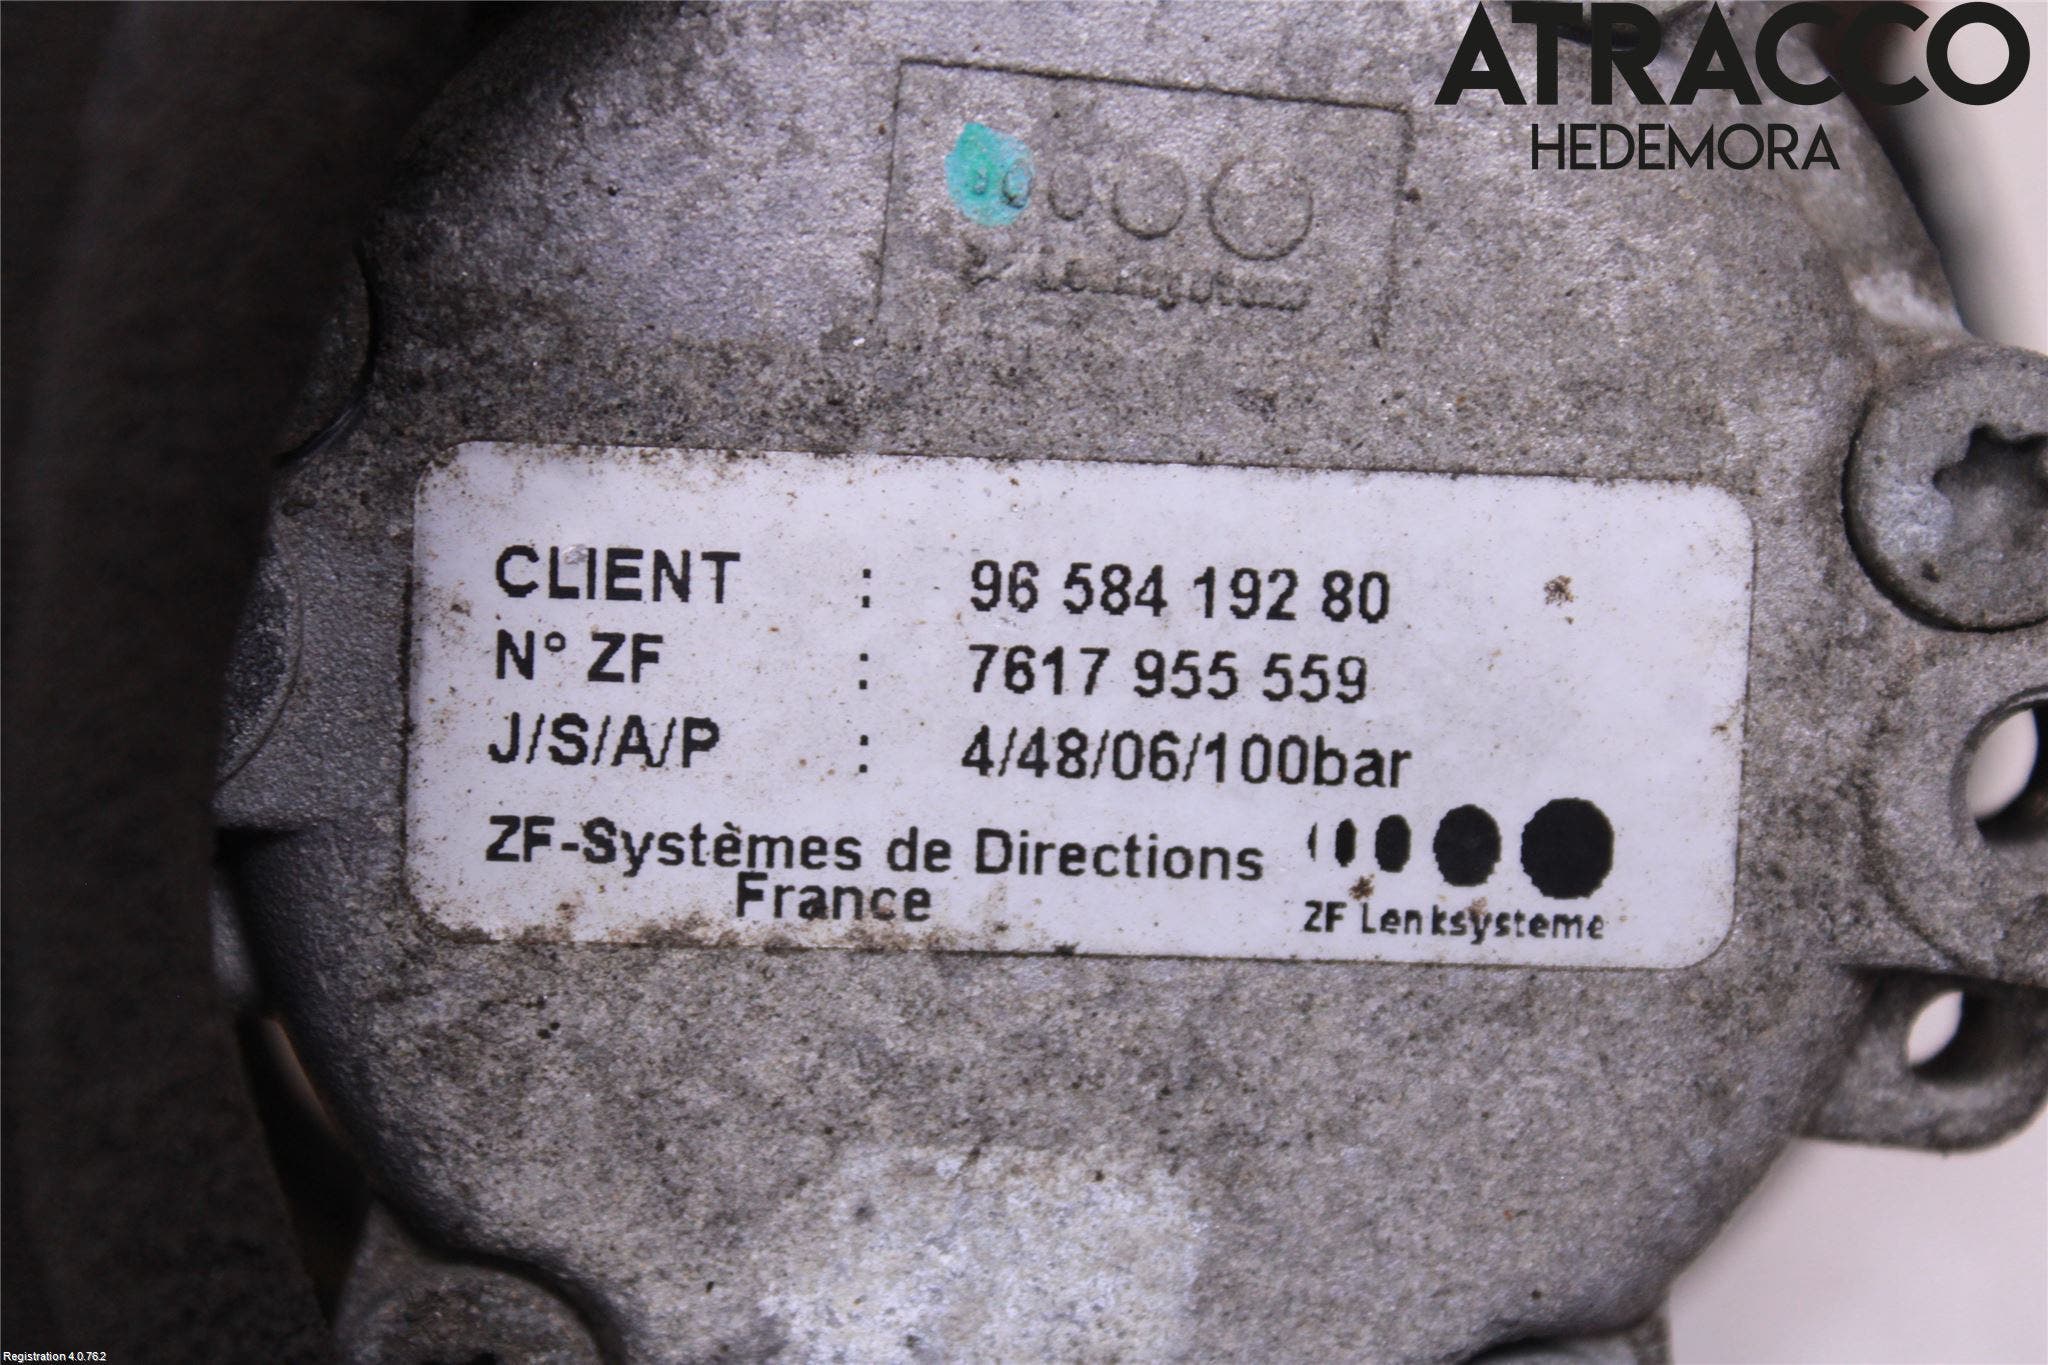 ATRACCO
HEDEMORA
CLIENT : 96 584 192 80
N° ZF : 7617 955 559
J/S/A/P : 4/48/06/100bar
ZF-Systèmes de Directions
France
ZF Lenksysteme
Registration 4.0.76.2